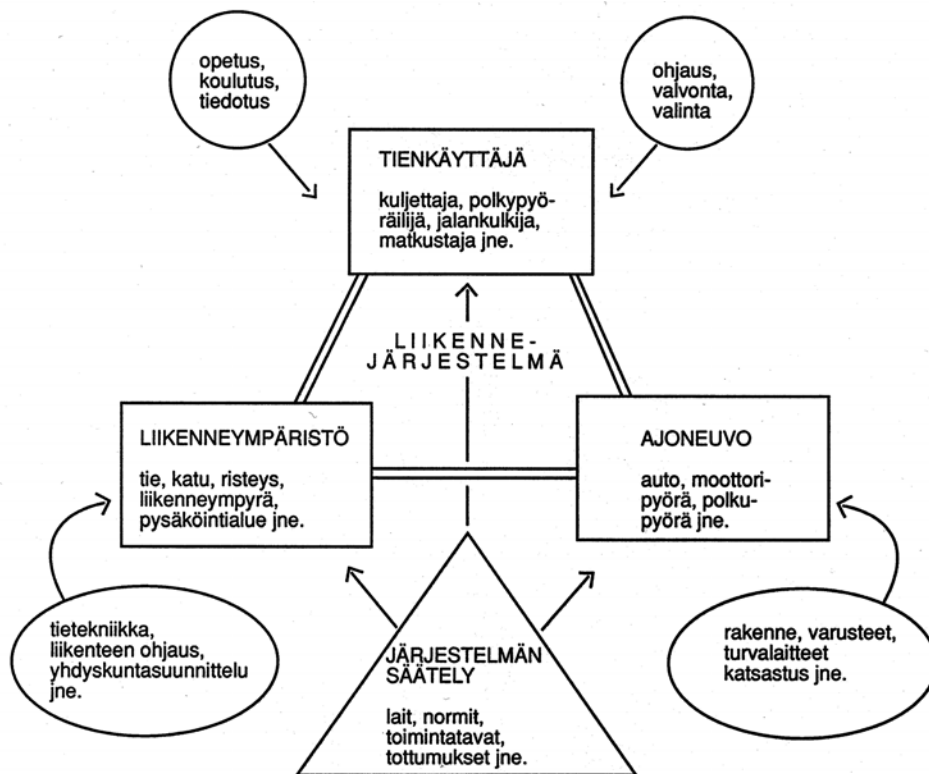 opetus,
koulutus,
tiedotus
ohjaus,
valvonta,
valinta
TIENKÄYTTÄJÄ
kuljettaja, polkypyö-
räilijä, jalankulkija,
matkustaja jne.
LIIKENNE-
JÄRJESTELMÄ
LIIKENNEYMPÄRISTÖ
tie, katu, risteys,
liikenneympyrä,
pysäköintialue jne.
AJONEUVO
auto, moottori-
pyörä, polku-
pyörä jne.
tietekniikka,
liikenteen ohjaus,
yhdyskuntasuunnittelu
jne.
JÄRJESTELMÄN
SÄÄTELY
lait, normit,
toimintatavat,
tottumukset jne.
rakenne, varusteet,
turvalaitteet
katsastus jne.